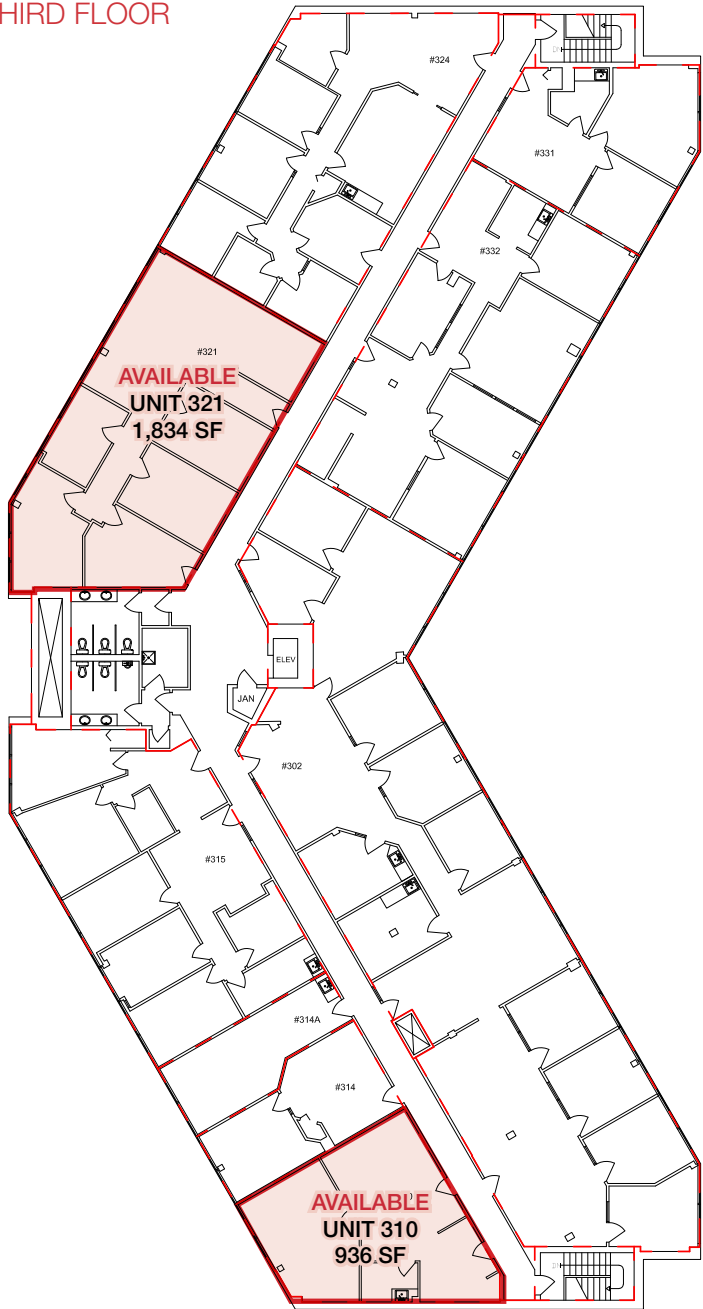 HIRD FLOOR
#324
#331
#332
#321
AVAILABLE
UNIT 321
1,834 SF
ELEV
JAN
#302
#315
#314A
#314
AVAILABLE
UNIT 310
936 SF